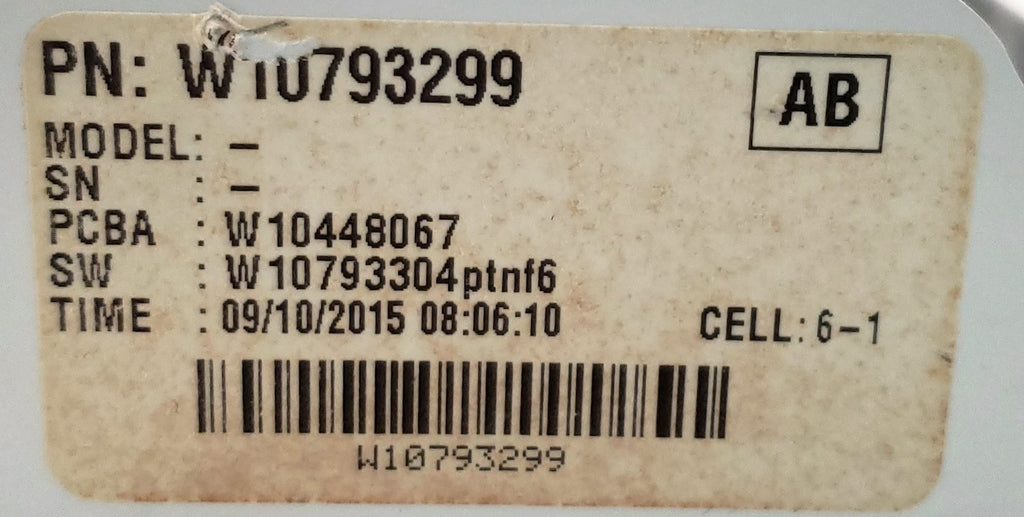 PN: W10793299
AB
MODEL: –
SN : –
PCBA : W10448067
SW : W10793304ptnf6
TIME : 09/10/2015 08:06:10 CELL: 6-1
W10793299